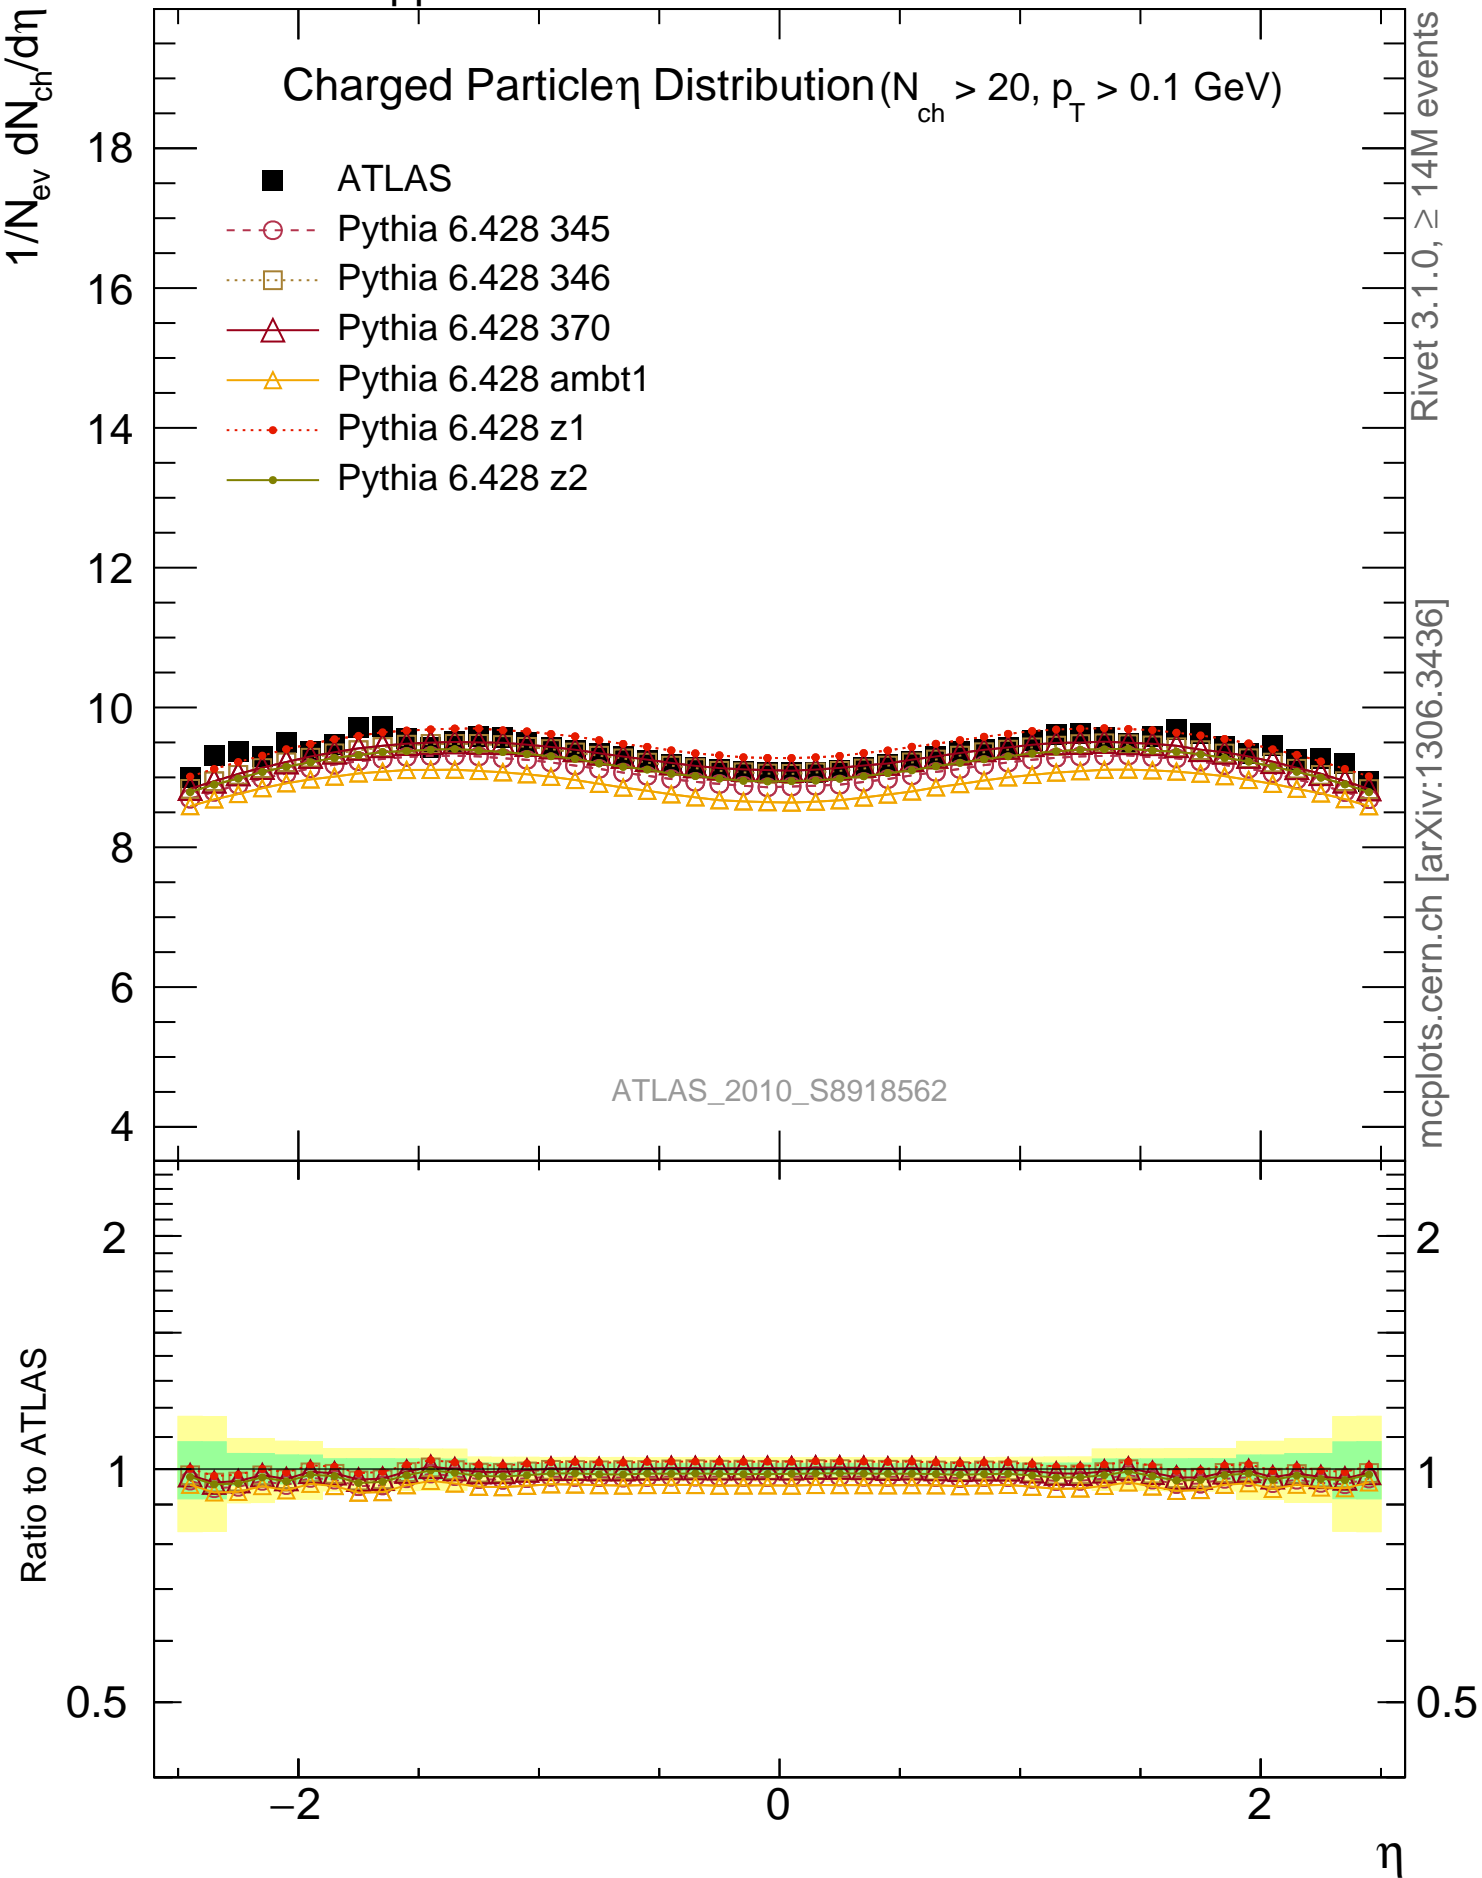 pp
1/N_ev dN_ch/dη
Charged Particle η Distribution (N_ch > 20, p_T > 0.1 GeV)
ATLAS
Pythia 6.428 345
Pythia 6.428 346
Pythia 6.428 370
Pythia 6.428 ambt1
Pythia 6.428 z1
Pythia 6.428 z2
18
16
14
12
10
8
6
4
ATLAS_2010_S8918562
Rivet 3.1.0, ≥ 14M events
mcplots.cern.ch [arXiv:1306.3436]
Ratio to ATLAS
2
1
0.5
2
1
0.5
−2
0
2
η